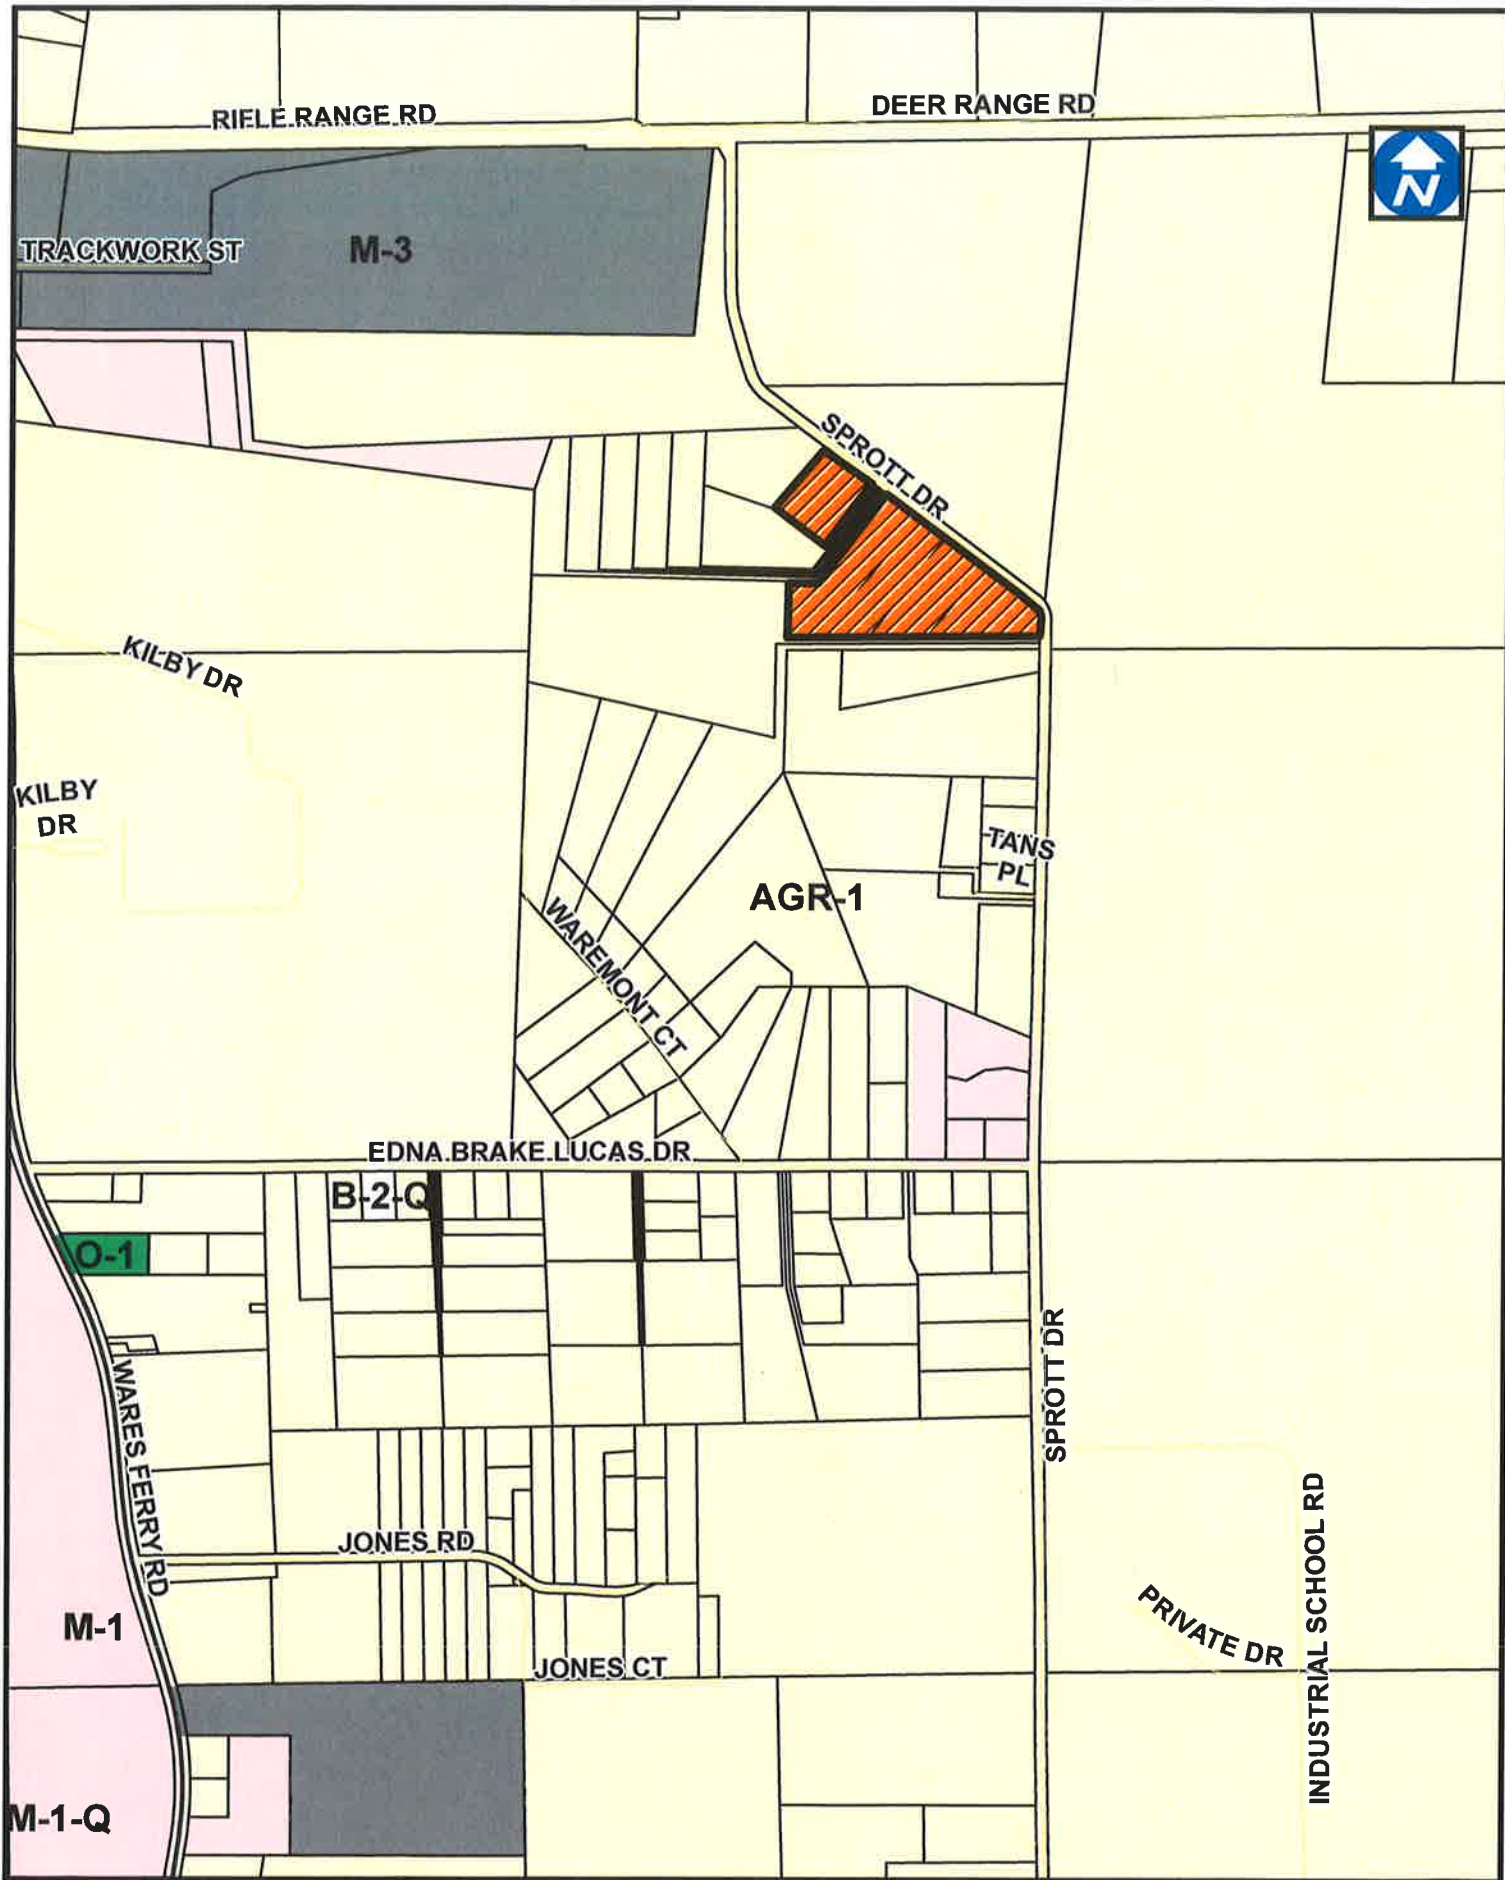 RIFLE RANGE RD
DEER RANGE RD
N
TRACKWORK ST
M-3
SPROTT DR
KILBY DR
KILBY
DR
TANS
PL
AGR-1
WAREMONT CT
EDNA BRAKE LUCAS DR
B-2-Q
O-1
WARES FERRY RD
SPROTT DR
JONES RD
INDUSTRIAL SCHOOL RD
PRIVATE DR
M-1
JONES CT
M-1-Q